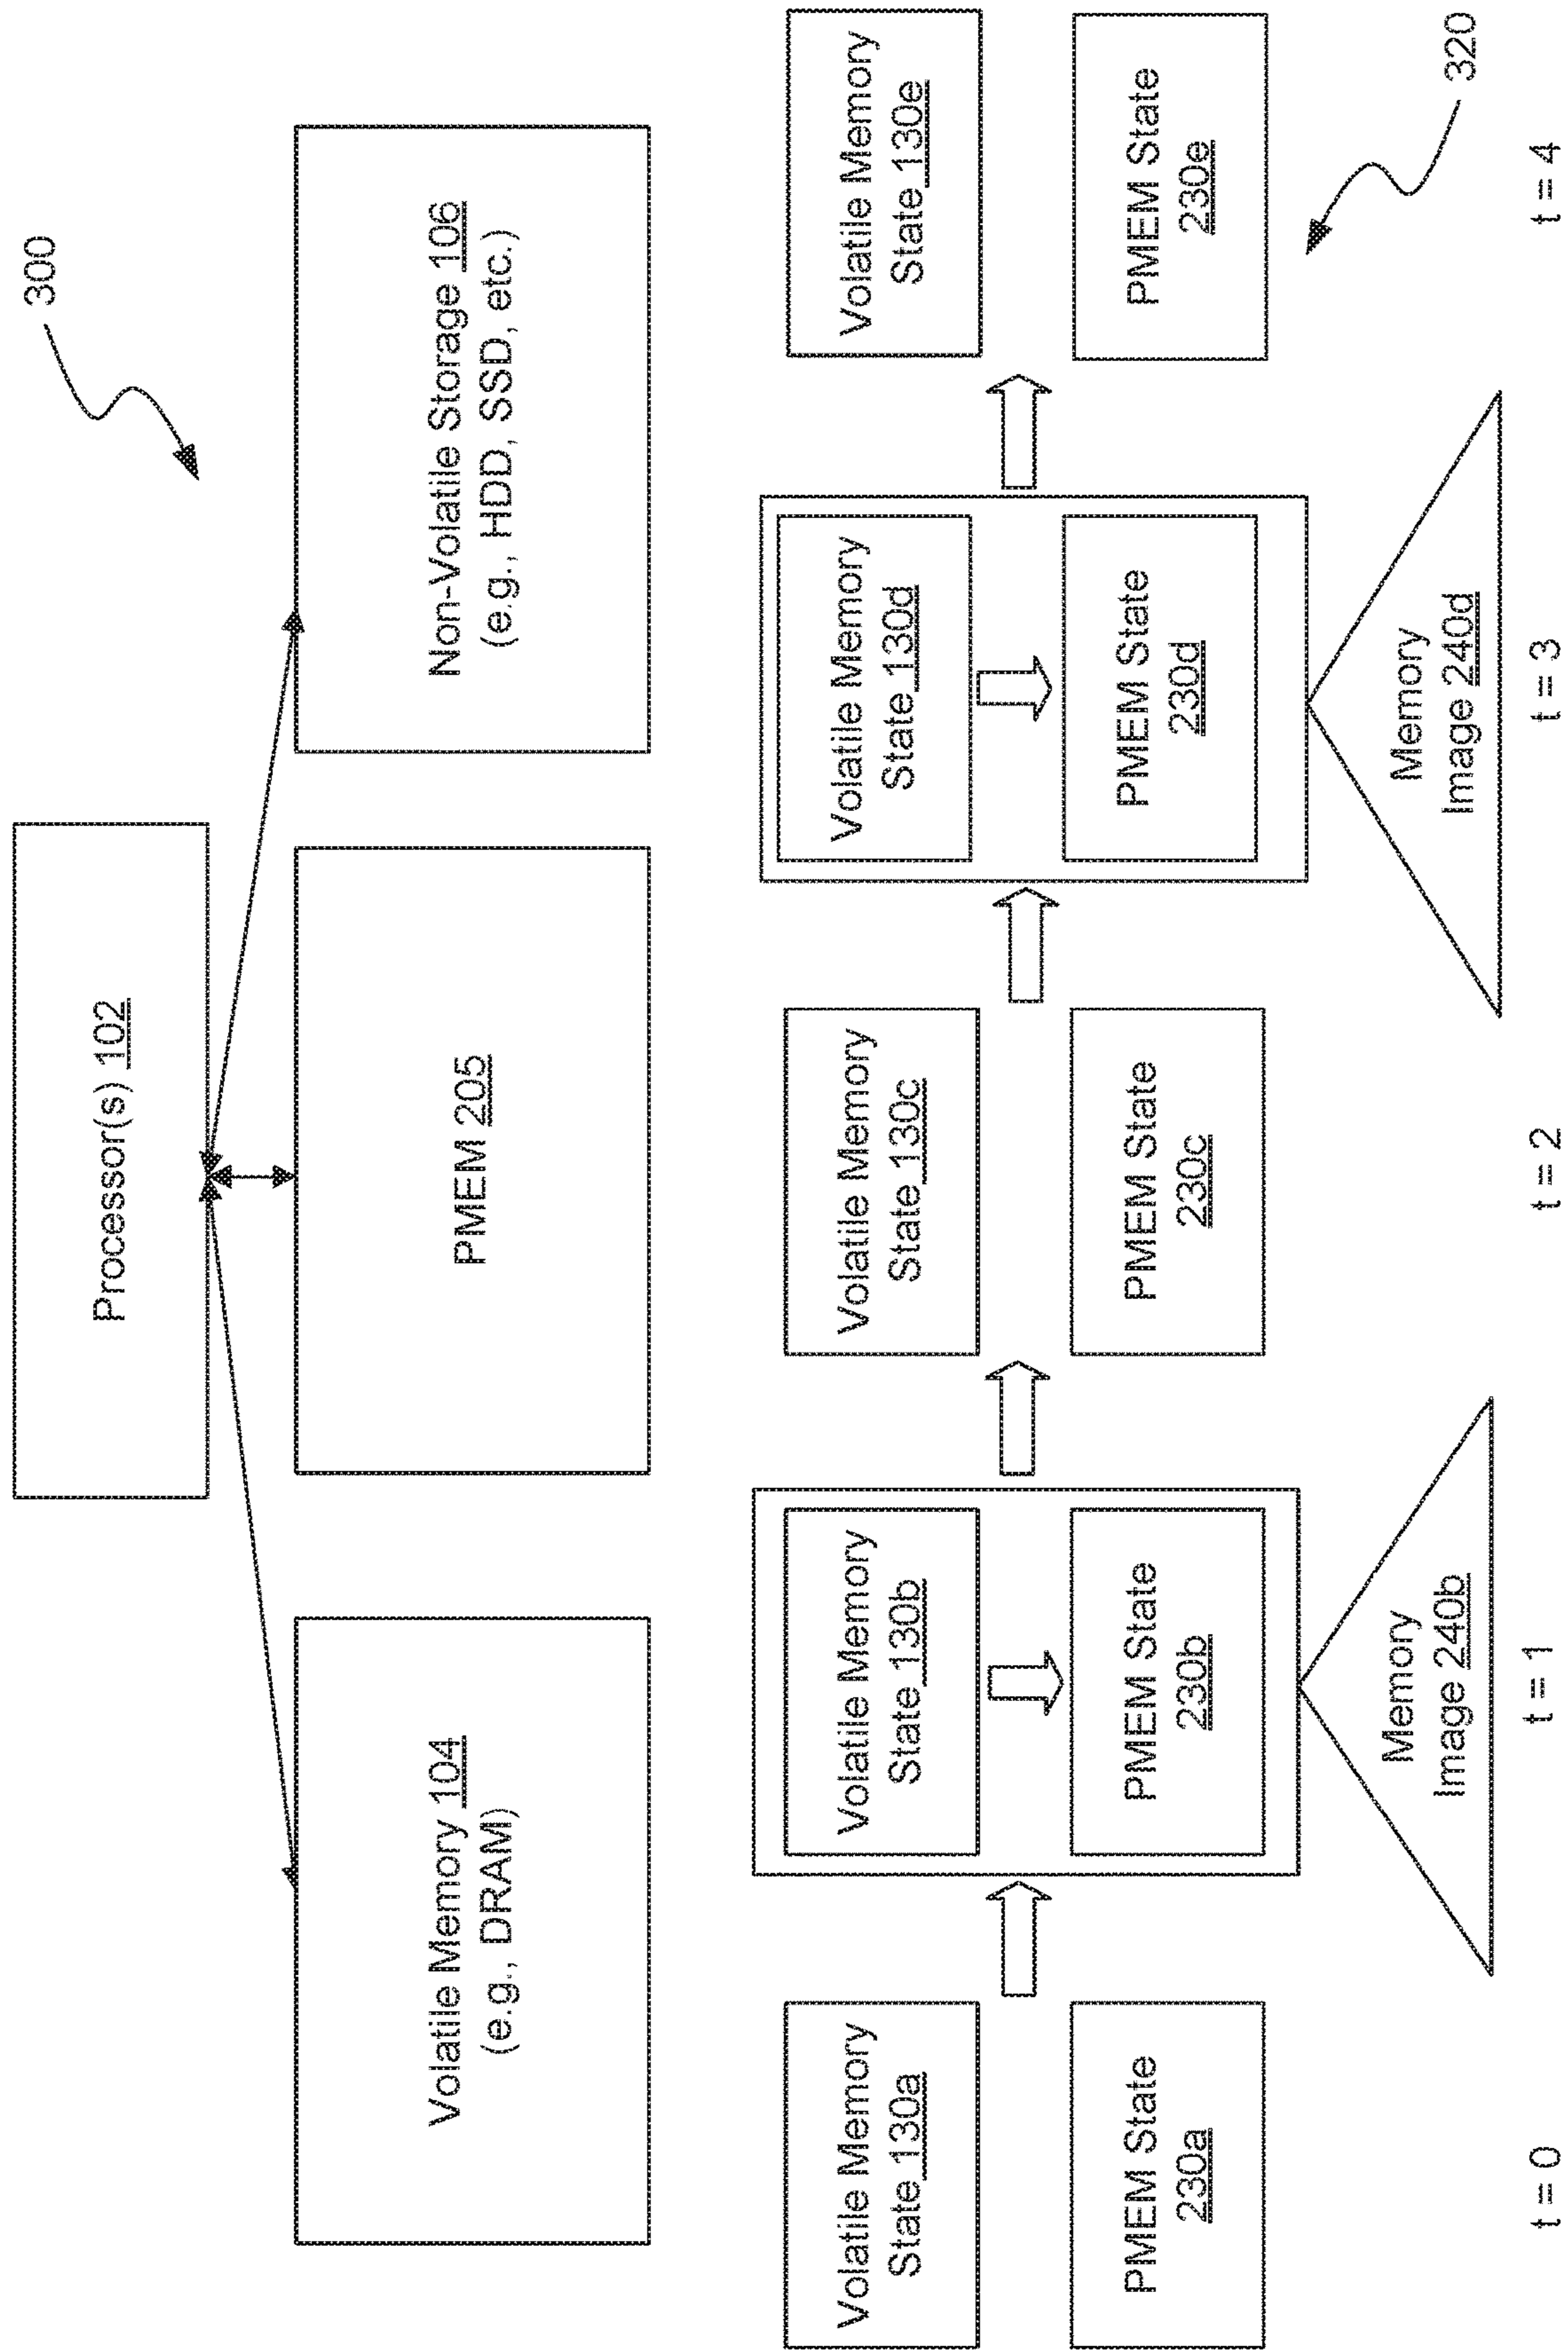 300
Processor(s) 102
Volatile Memory 104
(e.g., DRAM)
PMEM 205
Non-Volatile Storage 106
(e.g., HDD, SSD, etc.)
Volatile Memory
State 130a
PMEM State
230a
Volatile Memory
State 130b
PMEM State
230b
Memory
Image 240b
Volatile Memory
State 130c
PMEM State
230c
Volatile Memory
State 130d
PMEM State
230d
Memory
Image 240d
Volatile Memory
State 130e
PMEM State
230e
320
t = 0
t = 1
t = 2
t = 3
t = 4